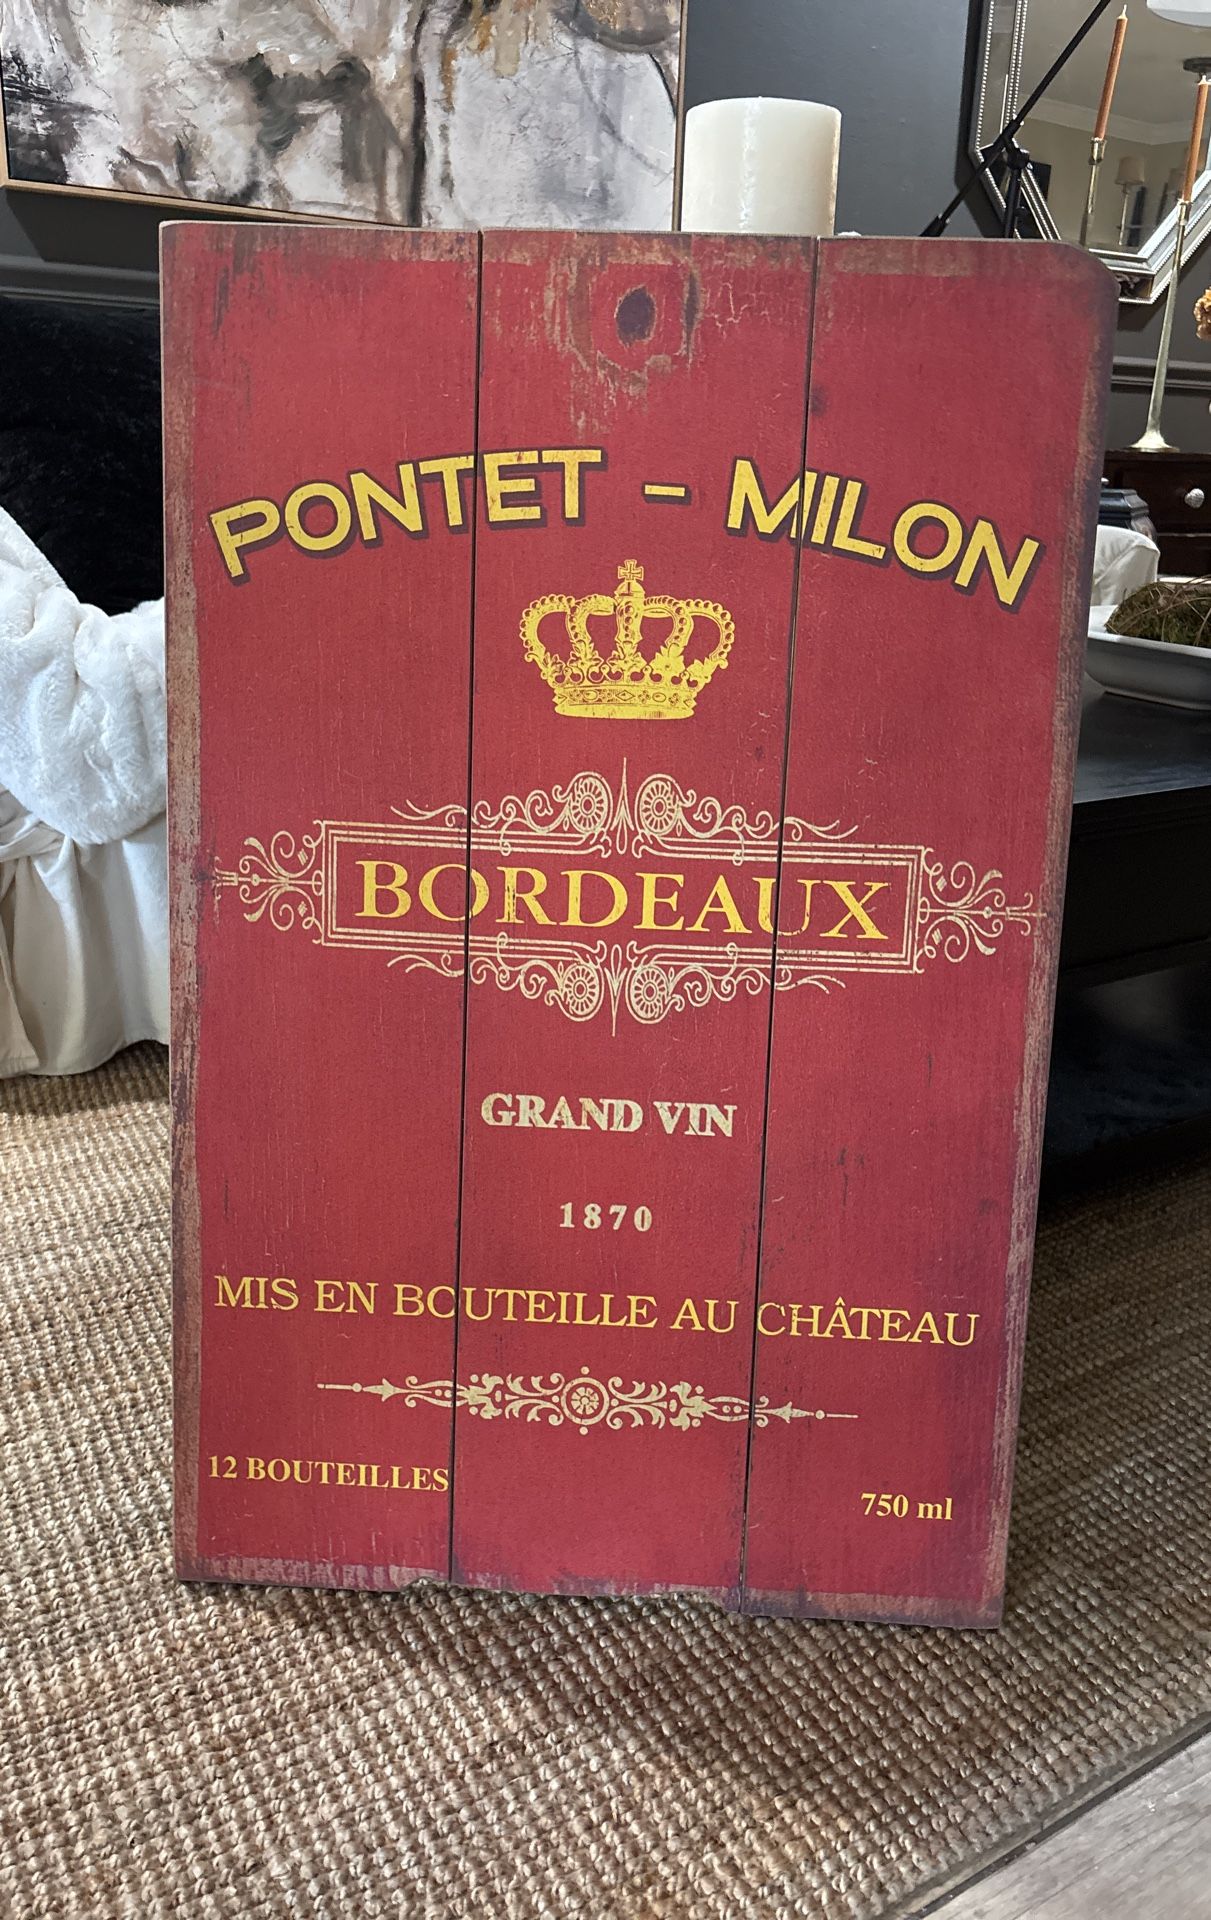 PONTET - MILON
BORDEAUX
GRAND VIN
1870
MIS EN BOUTEILLE AU CHÂTEAU
12 BOUTEILLES
750 ml